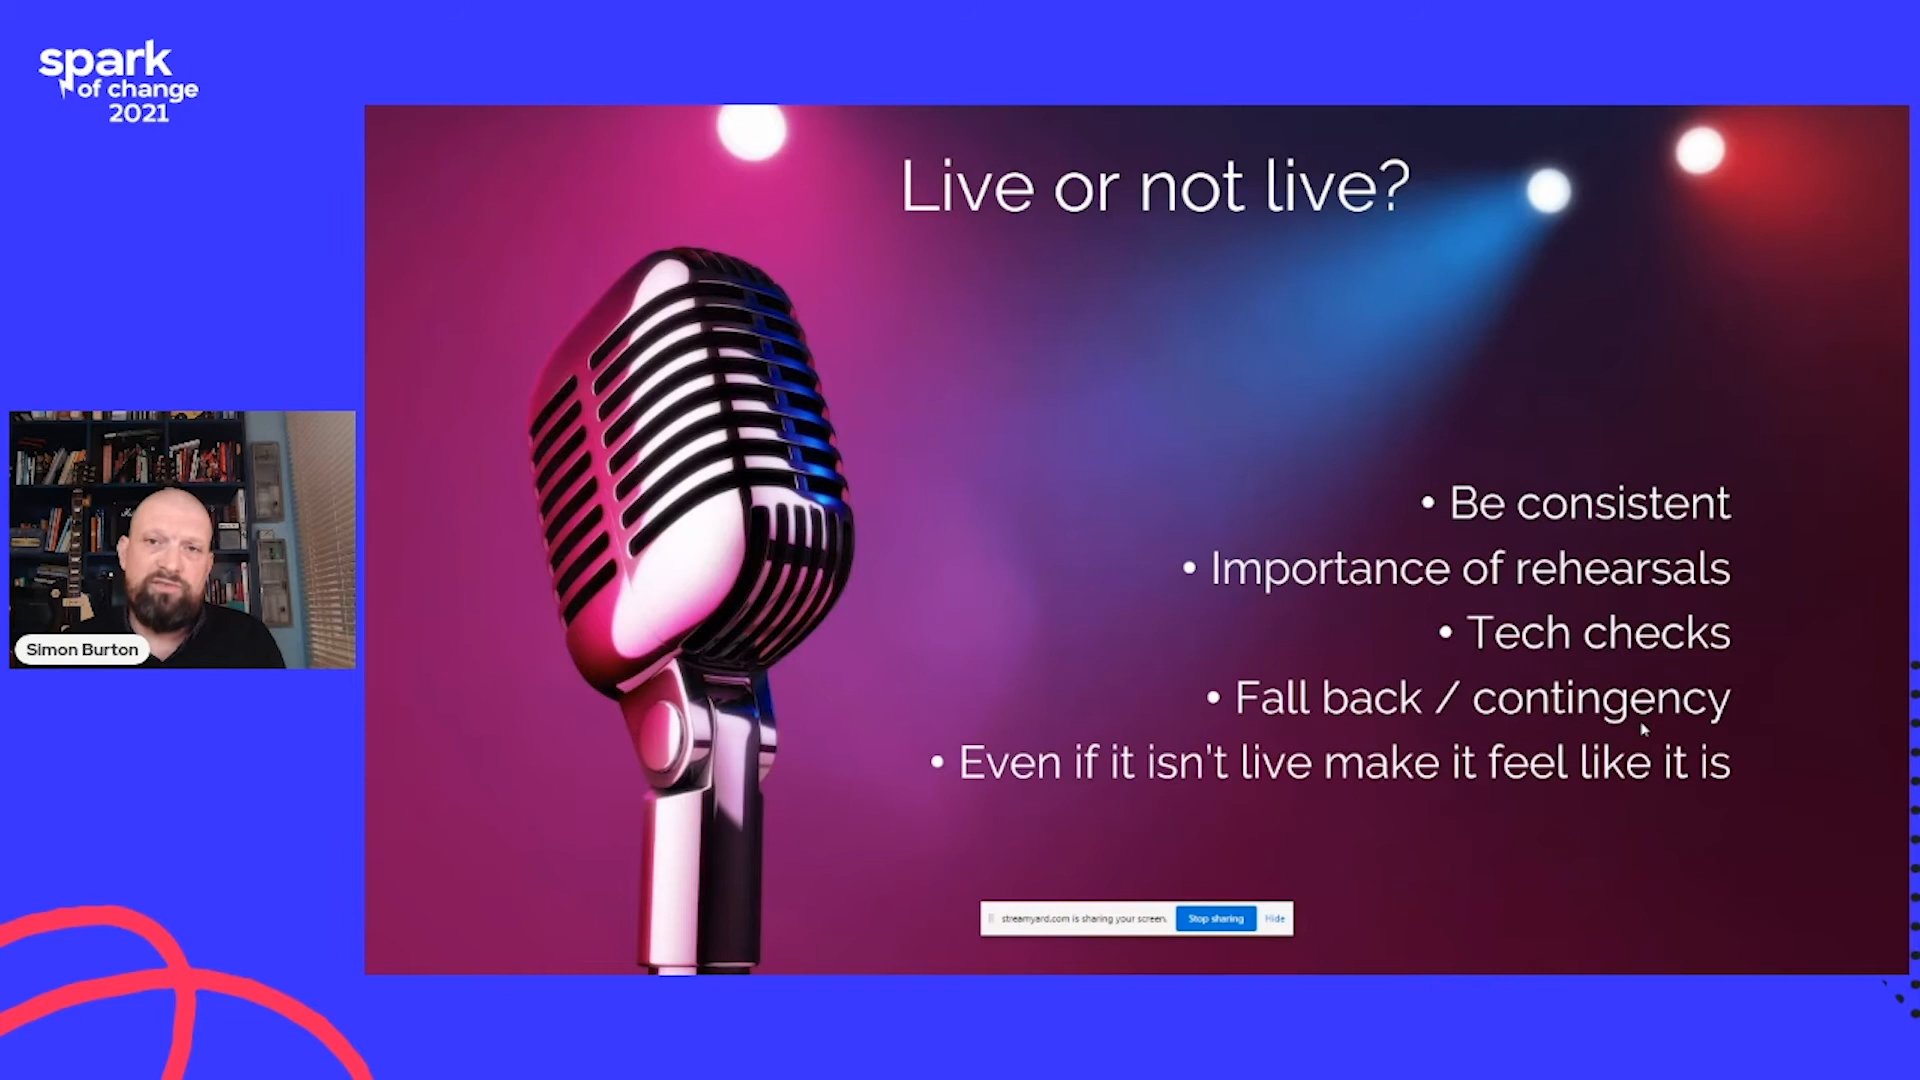 spark
of change
2021
Live or not live?
• Be consistent
• Importance of rehearsals
• Tech checks
• Fall back / contingency
• Even if it isn't live make it feel like it is
Simon Burton
streamyard.com is sharing your screen. Stop sharing Hide